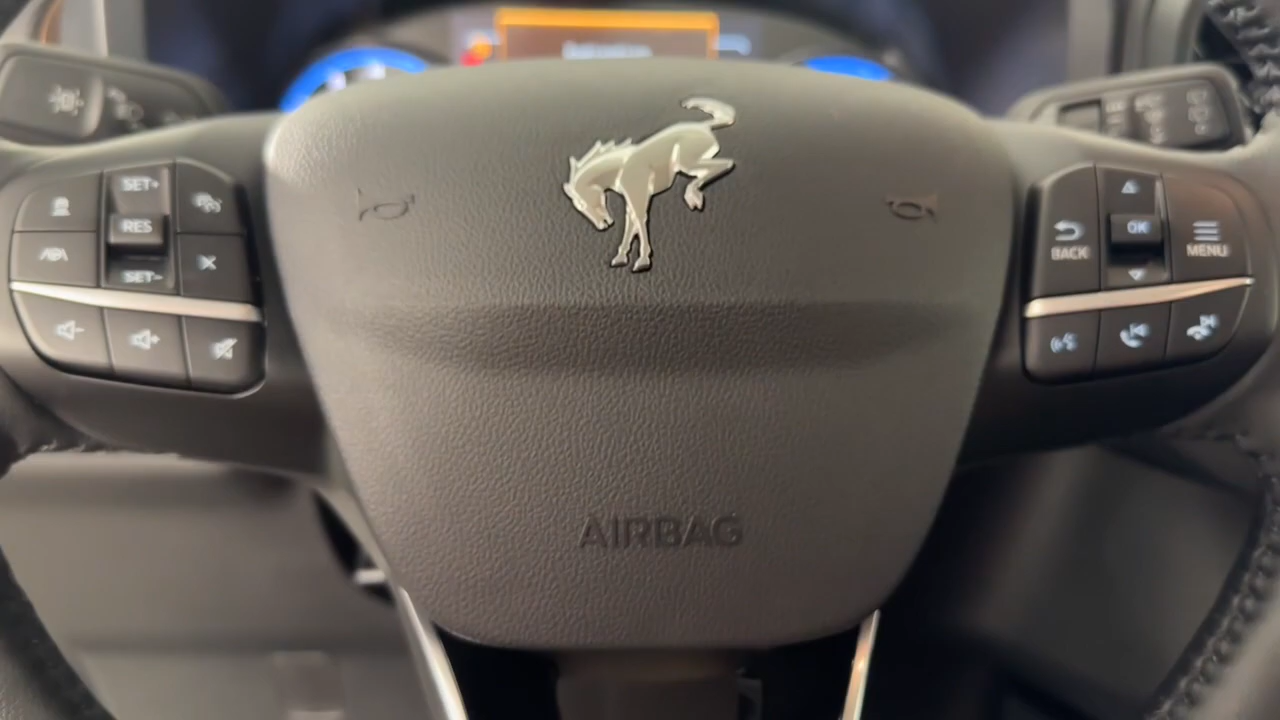 SET+
RES
SET-
OK
BACK
MENU
AIRBAG